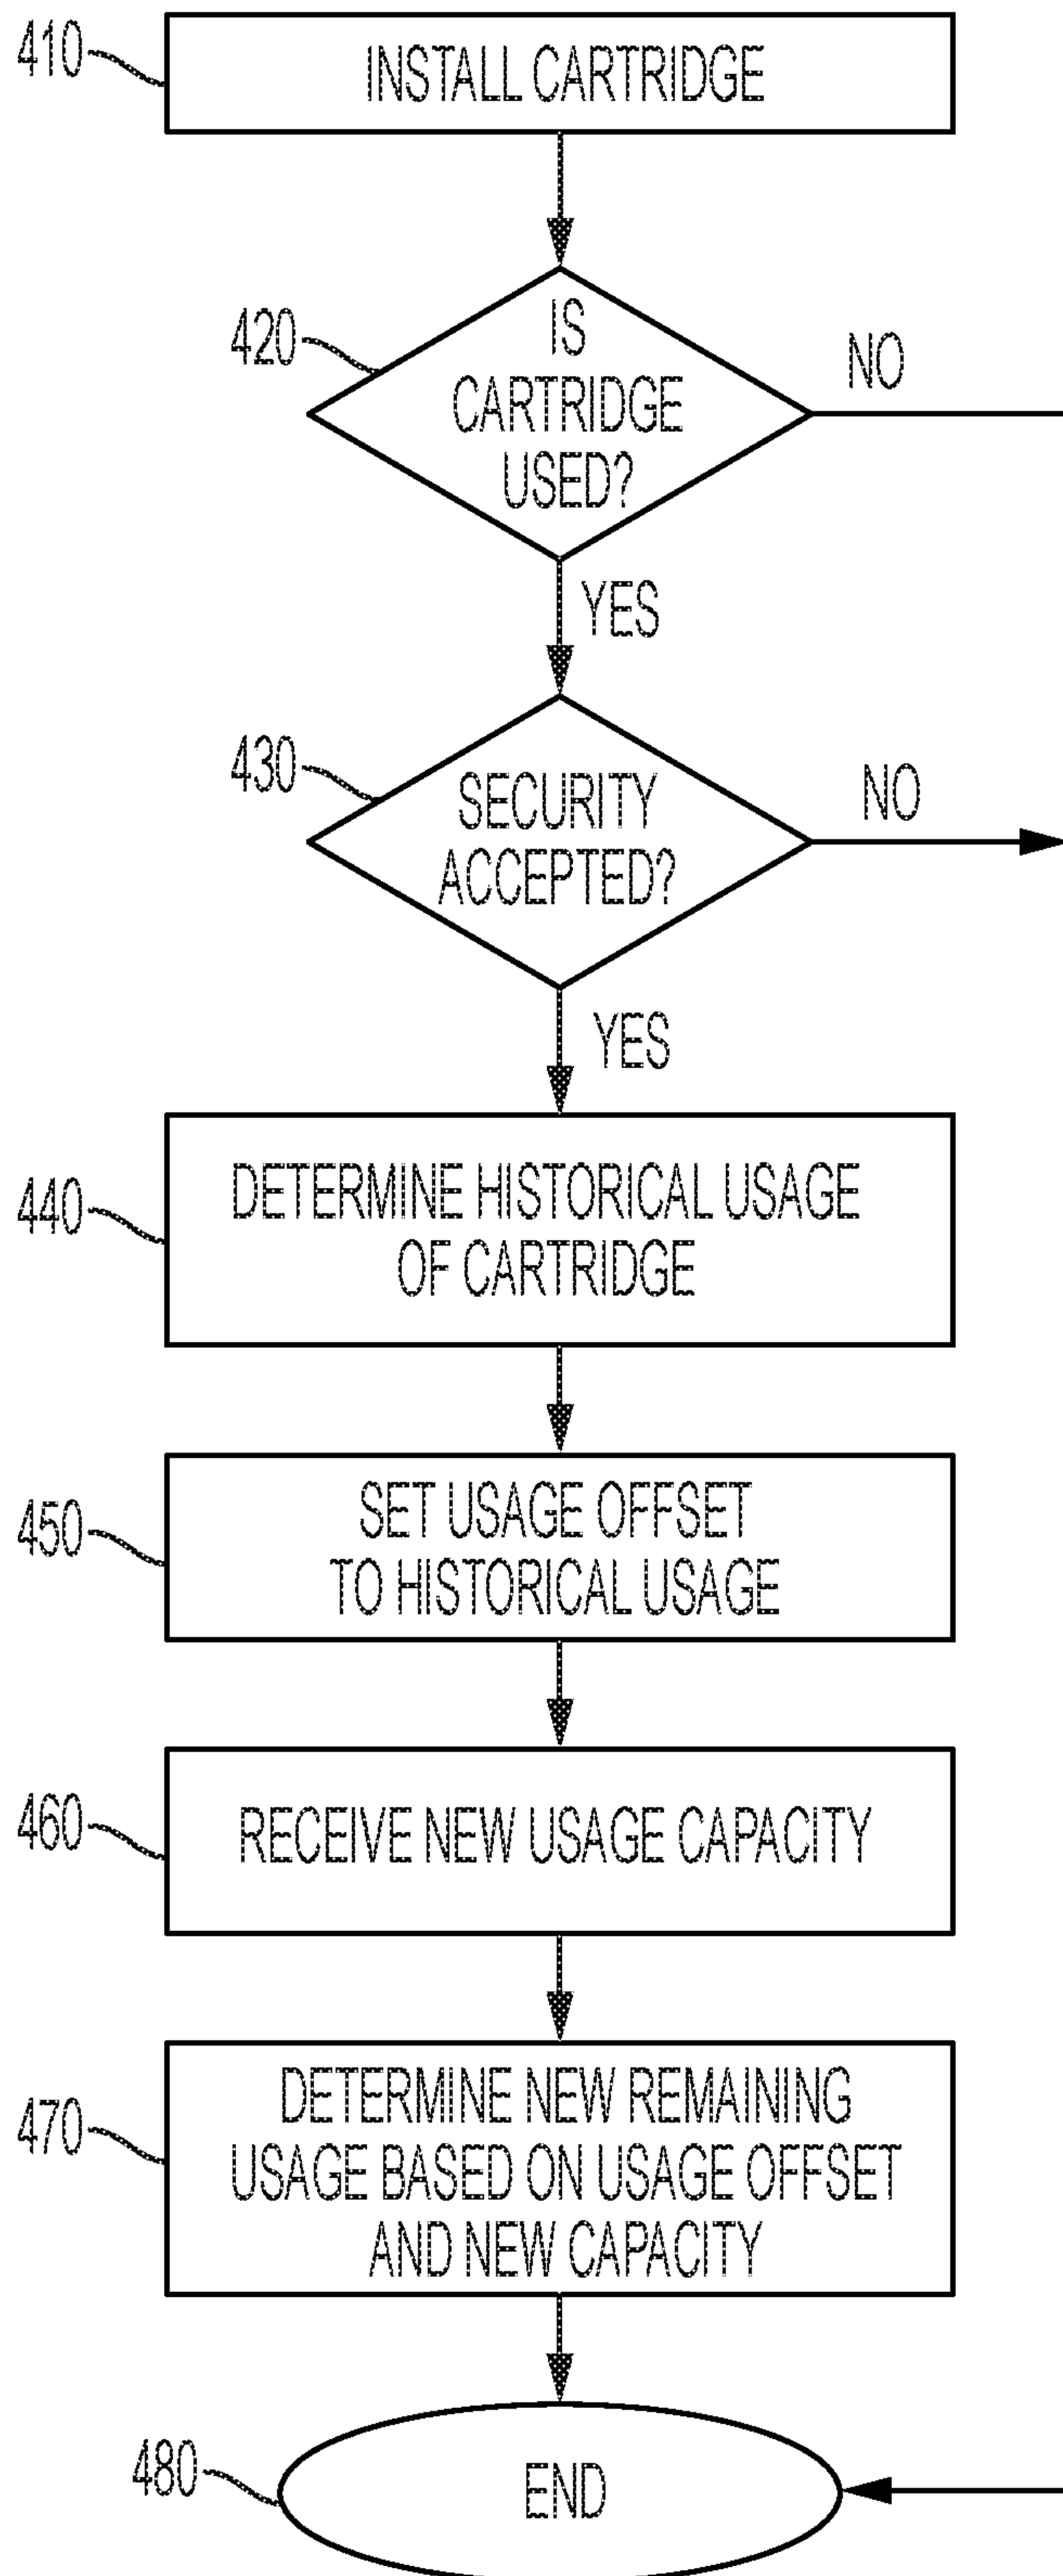 410
INSTALL CARTRIDGE
420
IS
CARTRIDGE
USED?
NO
YES
430
SECURITY
ACCEPTED?
NO
YES
440
DETERMINE HISTORICAL USAGE
OF CARTRIDGE
450
SET USAGE OFFSET
TO HISTORICAL USAGE
460
RECEIVE NEW USAGE CAPACITY
470
DETERMINE NEW REMAINING
USAGE BASED ON USAGE OFFSET
AND NEW CAPACITY
480
END